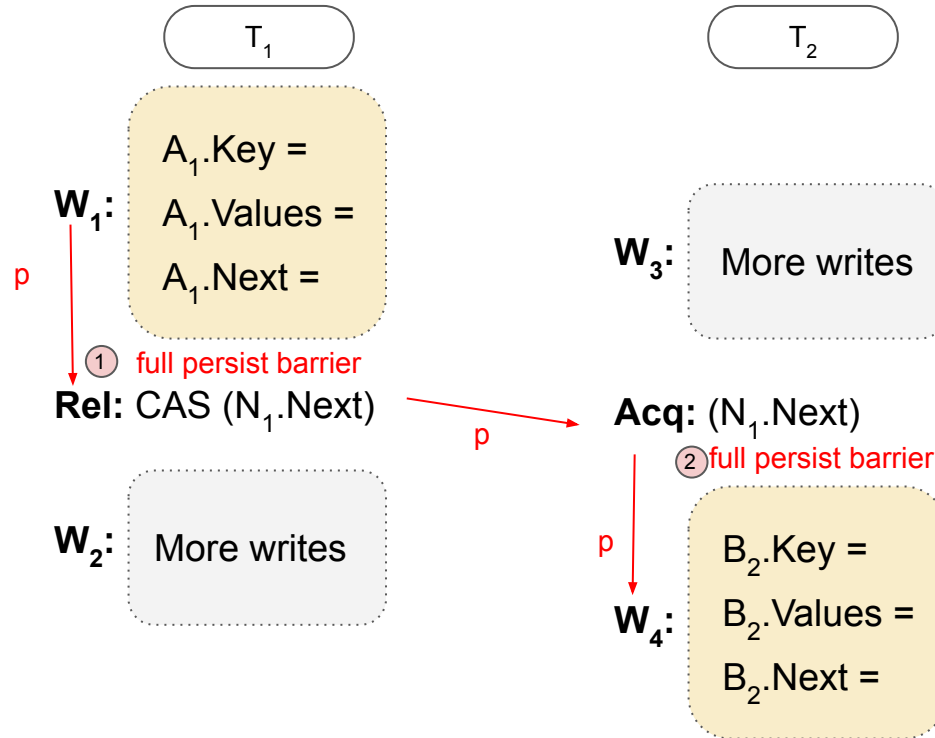 T₁
T₂
W₁:
A₁.Key =
A₁.Values =
A₁.Next =
p
1 full persist barrier
Rel: CAS (N₁.Next)
W₂:
More writes
p
W₃:
More writes
Acq: (N₁.Next)
2 full persist barrier
p
W₄:
B₂.Key =
B₂.Values =
B₂.Next =